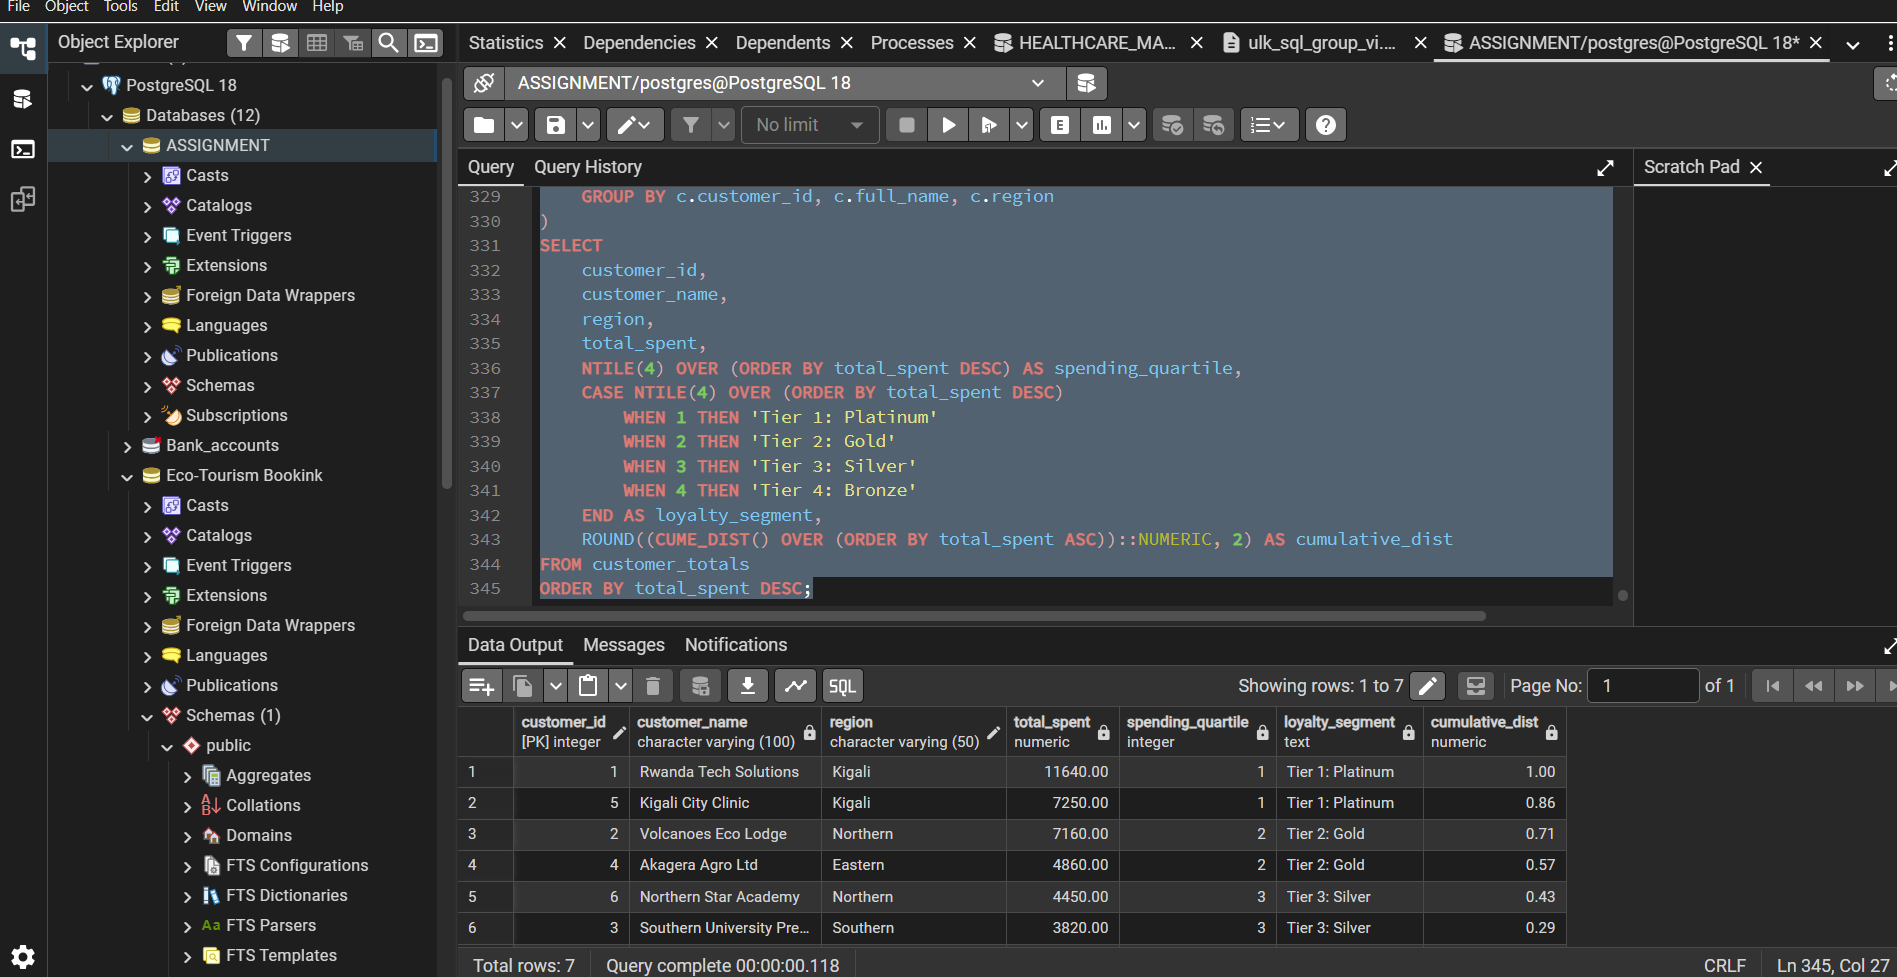 File Object Tools Edit View Window Help
Object Explorer
PostgreSQL 18
Databases (12)
ASSIGNMENT
Casts
Catalogs
Event Triggers
Extensions
Foreign Data Wrappers
Languages
Publications
Schemas
Subscriptions
Bank_accounts
Eco-Tourism Bookink
Casts
Catalogs
Event Triggers
Extensions
Foreign Data Wrappers
Languages
Publications
Schemas (1)
public
Aggregates
Collations
Domains
FTS Configurations
FTS Dictionaries
Aa FTS Parsers
FTS Templates
Statistics Dependencies Dependents Processes HEALTHCARE_MA... ulk_sql_group_vi.... ASSIGNMENT/postgres@PostgreSQL 18*
ASSIGNMENT/postgres@PostgreSQL 18
No limit E
Query Query History
Scratch Pad
329 GROUP BY c.customer_id, c.full_name, c.region
330 )
331 SELECT
332 customer_id,
333 customer_name,
334 region,
335 total_spent,
336 NTILE(4) OVER (ORDER BY total_spent DESC) AS spending_quartile,
337 CASE NTILE(4) OVER (ORDER BY total_spent DESC)
338 WHEN 1 THEN 'Tier 1: Platinum'
339 WHEN 2 THEN 'Tier 2: Gold'
340 WHEN 3 THEN 'Tier 3: Silver'
341 WHEN 4 THEN 'Tier 4: Bronze'
342 END AS loyalty_segment,
343 ROUND((CUME_DIST() OVER (ORDER BY total_spent ASC))::NUMERIC, 2) AS cumulative_dist
344 FROM customer_totals
345 ORDER BY total_spent DESC;
Data Output Messages Notifications
SQL Showing rows: 1 to 7 Page No: 1 of 1
customer_id customer_name region total_spent spending_quartile loyalty_segment cumulative_dist
[PK] integer character varying (100) character varying (50) numeric integer text numeric
1 1 Rwanda Tech Solutions Kigali 11640.00 1 Tier 1: Platinum 1.00
2 5 Kigali City Clinic Kigali 7250.00 1 Tier 1: Platinum 0.86
3 2 Volcanoes Eco Lodge Northern 7160.00 2 Tier 2: Gold 0.71
4 4 Akagera Agro Ltd Eastern 4860.00 2 Tier 2: Gold 0.57
5 6 Northern Star Academy Northern 4450.00 3 Tier 3: Silver 0.43
6 3 Southern University Pre... Southern 3820.00 3 Tier 3: Silver 0.29
Total rows: 7 Query complete 00:00:00.118 CRLF Ln 345, Col 27